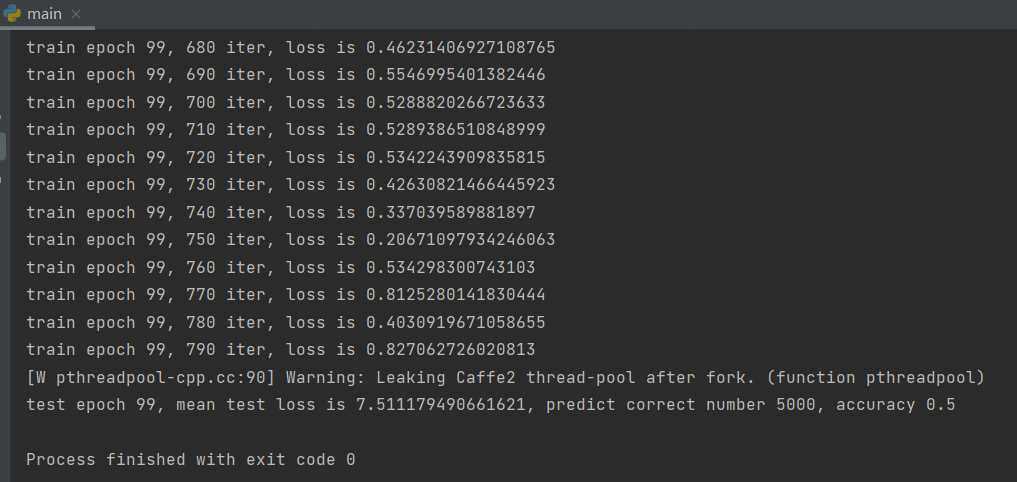 main
train epoch 99, 680 iter, loss is 0.46231406927108765
train epoch 99, 690 iter, loss is 0.5546995401382446
train epoch 99, 700 iter, loss is 0.5288820266723633
train epoch 99, 710 iter, loss is 0.5289386510848999
train epoch 99, 720 iter, loss is 0.5342243909835815
train epoch 99, 730 iter, loss is 0.42630821466445923
train epoch 99, 740 iter, loss is 0.337039589881897
train epoch 99, 750 iter, loss is 0.20671097934246063
train epoch 99, 760 iter, loss is 0.534298300743103
train epoch 99, 770 iter, loss is 0.8125280141830444
train epoch 99, 780 iter, loss is 0.4030919671058655
train epoch 99, 790 iter, loss is 0.827062726020813
[W pthreadpool-cpp.cc:90] Warning: Leaking Caffe2 thread-pool after fork. (function pthreadpool)
test epoch 99, mean test loss is 7.511179490661621, predict correct number 5000, accuracy 0.5
Process finished with exit code 0